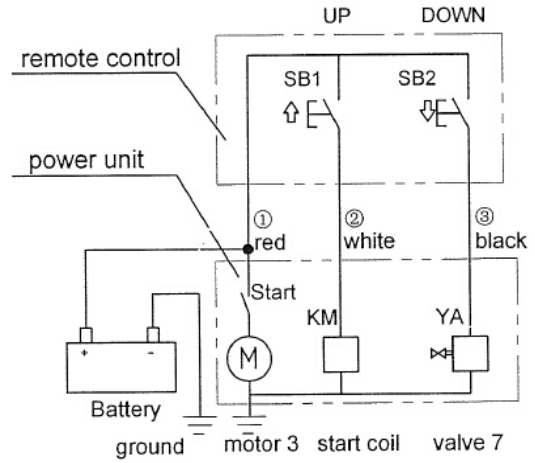 UP DOWN
remote control
SB1 SB2
power unit
① ② ③
red white black
Start
KM YA
+ - M
Battery
ground motor 3 start coil valve 7